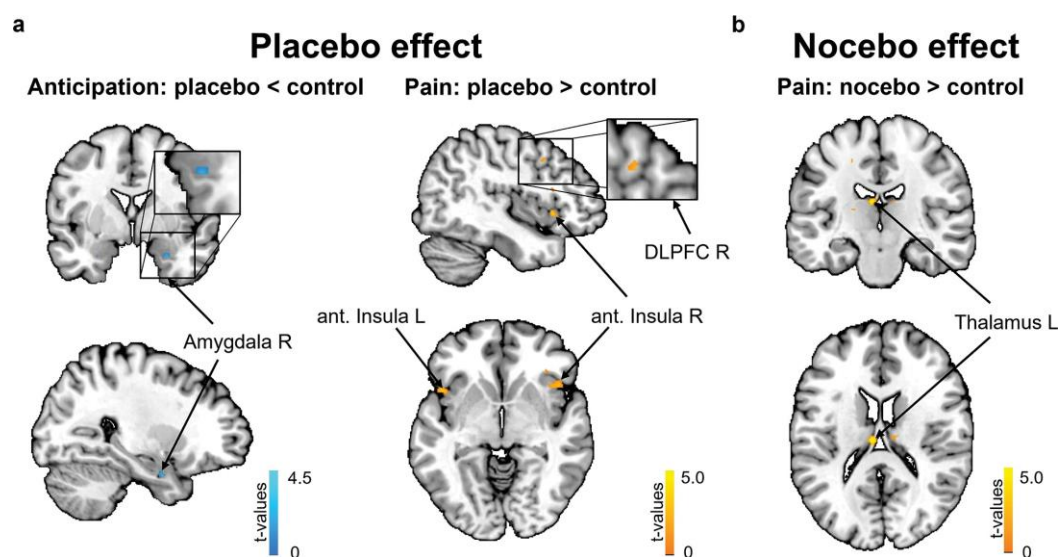 a
Placebo effect
Anticipation: placebo < control
Pain: placebo > control
DLPFC R
Amygdala R
ant. Insula L
ant. Insula R
t-values
4.5
0
t-values
5.0
0
b
Nocebo effect
Pain: nocebo > control
Thalamus L
t-values
5.0
0